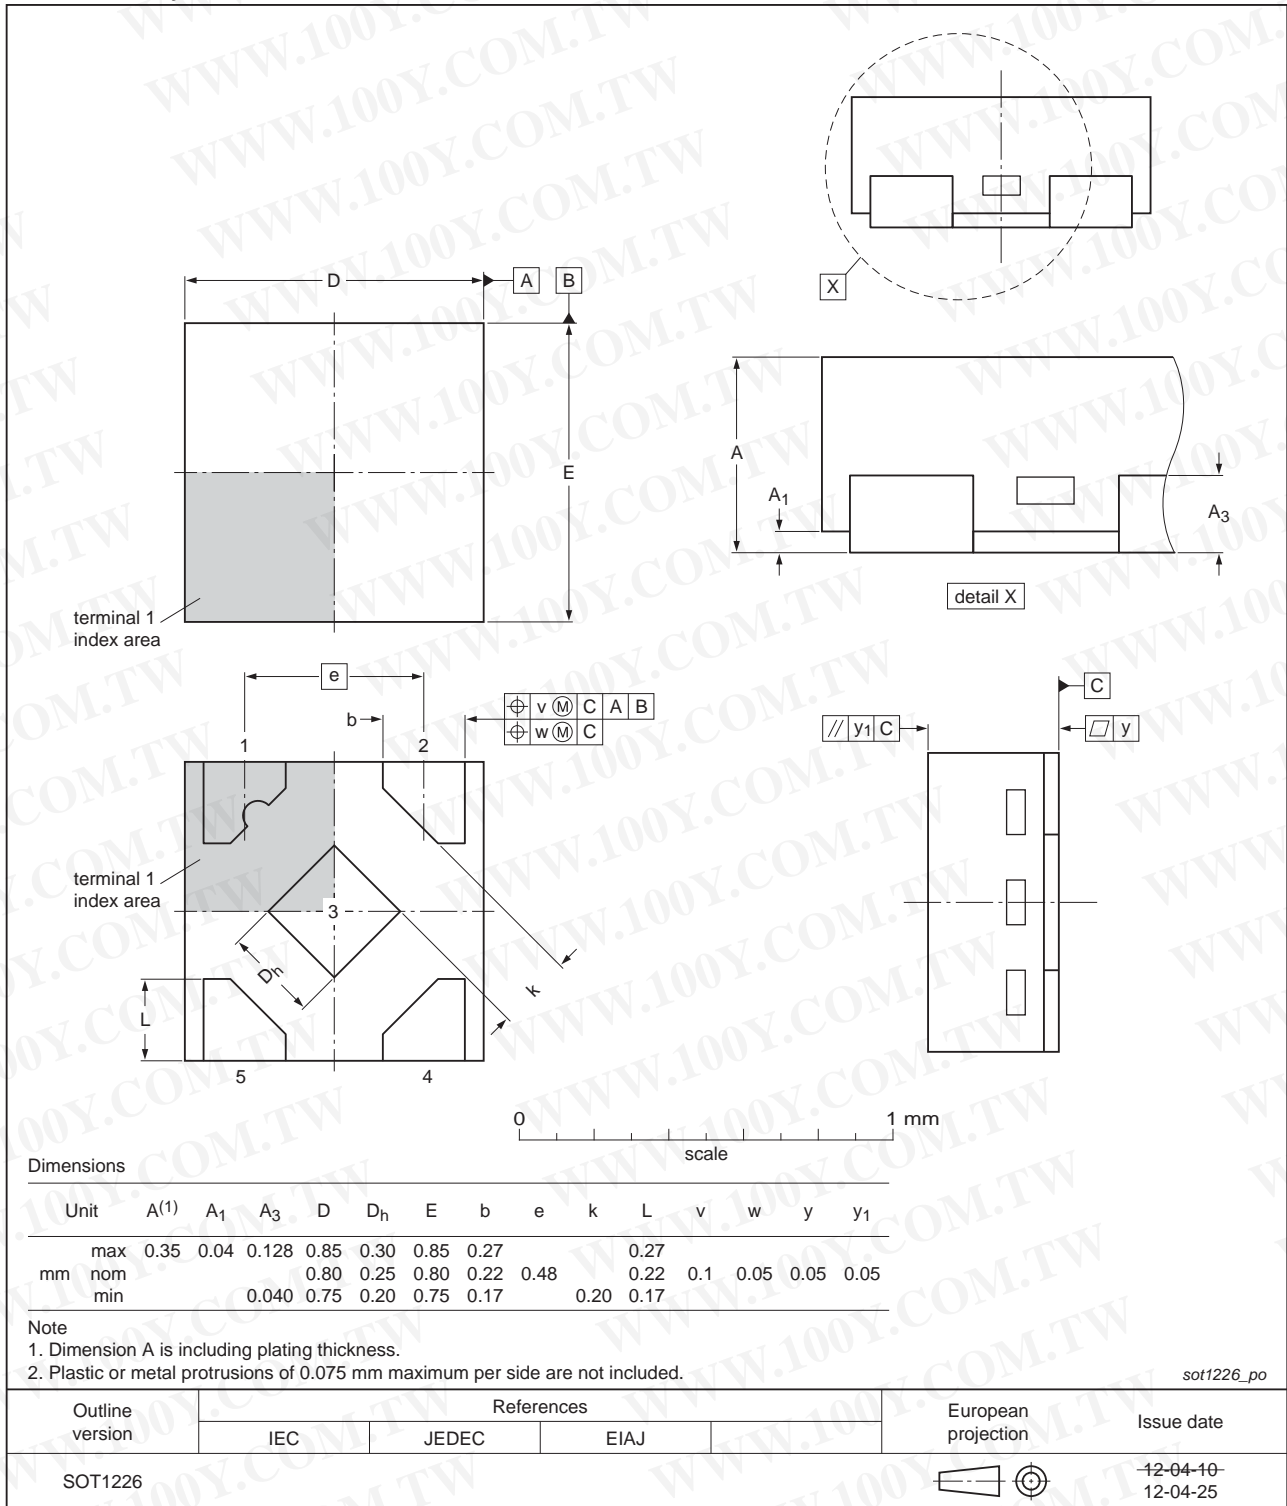 X
D A B
E
terminal 1
index area
A
A1
A3
detail X
e
b
v M C A B
w M C
1 2
terminal 1
index area
3
Dh
k
L
5 4
C
// y1 C
y
0 1 mm
scale
Dimensions
Unit A(1) A1 A3 D Dh E b e k L v w y y1
max 0.35 0.04 0.128 0.85 0.30 0.85 0.27 0.27
mm nom 0.80 0.25 0.80 0.22 0.48 0.22 0.1 0.05 0.05 0.05
min 0.040 0.75 0.20 0.75 0.17 0.20 0.17
Note
1. Dimension A is including plating thickness.
2. Plastic or metal protrusions of 0.075 mm maximum per side are not included.
sot1226_po
Outline version References European projection Issue date
IEC JEDEC EIAJ
SOT1226
12-04-10
12-04-25
WWW.100Y.COM.TW